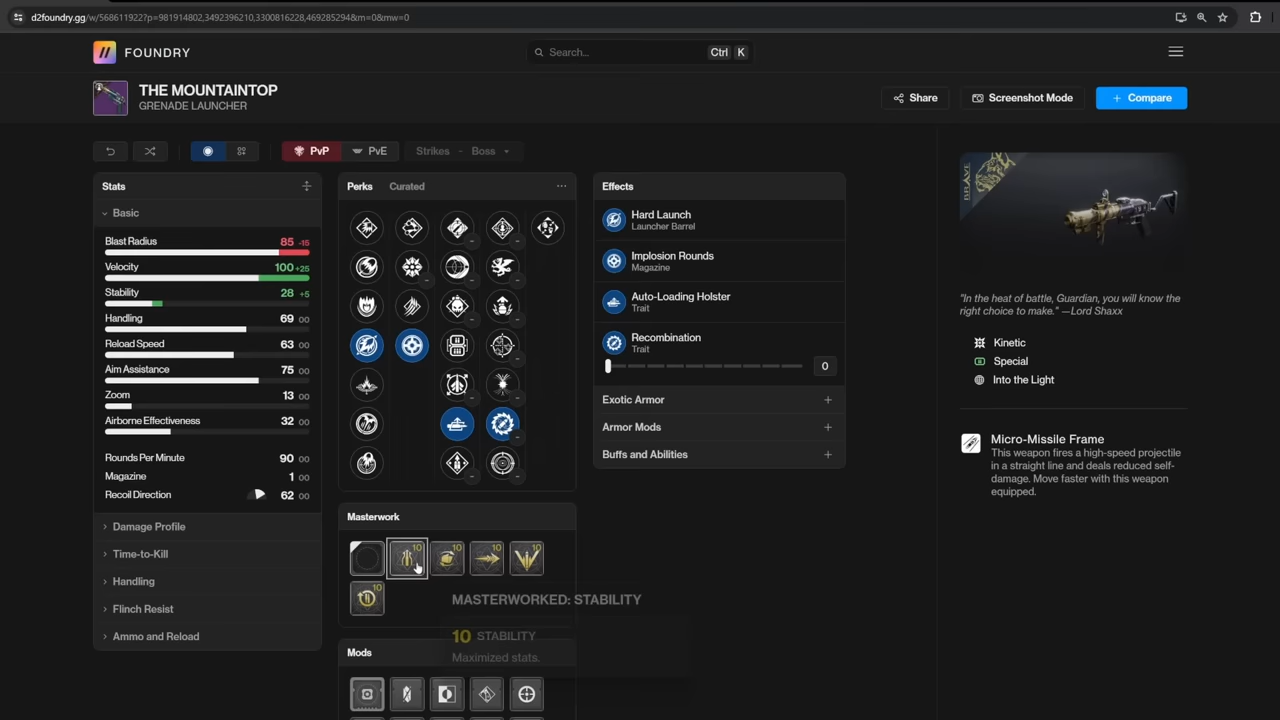 d2foundry.gg/w/568611922?p=981914802,3492396210,3300816228,469285294&m=0&mw=0
FOUNDRY
Search...
Ctrl K
THE MOUNTAINTOP
GRENADE LAUNCHER
Share
Screenshot Mode
+ Compare
PvP
PvE
Strikes - Boss
Stats
Basic
Blast Radius 85 -15
Velocity 100 +25
Stability 28 +5
Handling 69 00
Reload Speed 63 00
Aim Assistance 75 00
Zoom 13 00
Airborne Effectiveness 32 00
Rounds Per Minute 90 00
Magazine 1 00
Recoil Direction 62 00
Damage Profile
Time-to-Kill
Handling
Flinch Resist
Ammo and Reload
Perks Curated
Masterwork
10 10 10 10
10
MASTERWORKED: STABILITY
10 STABILITY
Maximized stats.
Mods
Effects
Hard Launch
Launcher Barrel
Implosion Rounds
Magazine
Auto-Loading Holster
Trait
Recombination
Trait
0
Exotic Armor +
Armor Mods +
Buffs and Abilities +
BRAVE
"In the heat of battle, Guardian, you will know the
right choice to make." —Lord Shaxx
Kinetic
Special
Into the Light
Micro-Missile Frame
This weapon fires a high-speed projectile
in a straight line and deals reduced self-
damage. Move faster with this weapon
equipped.